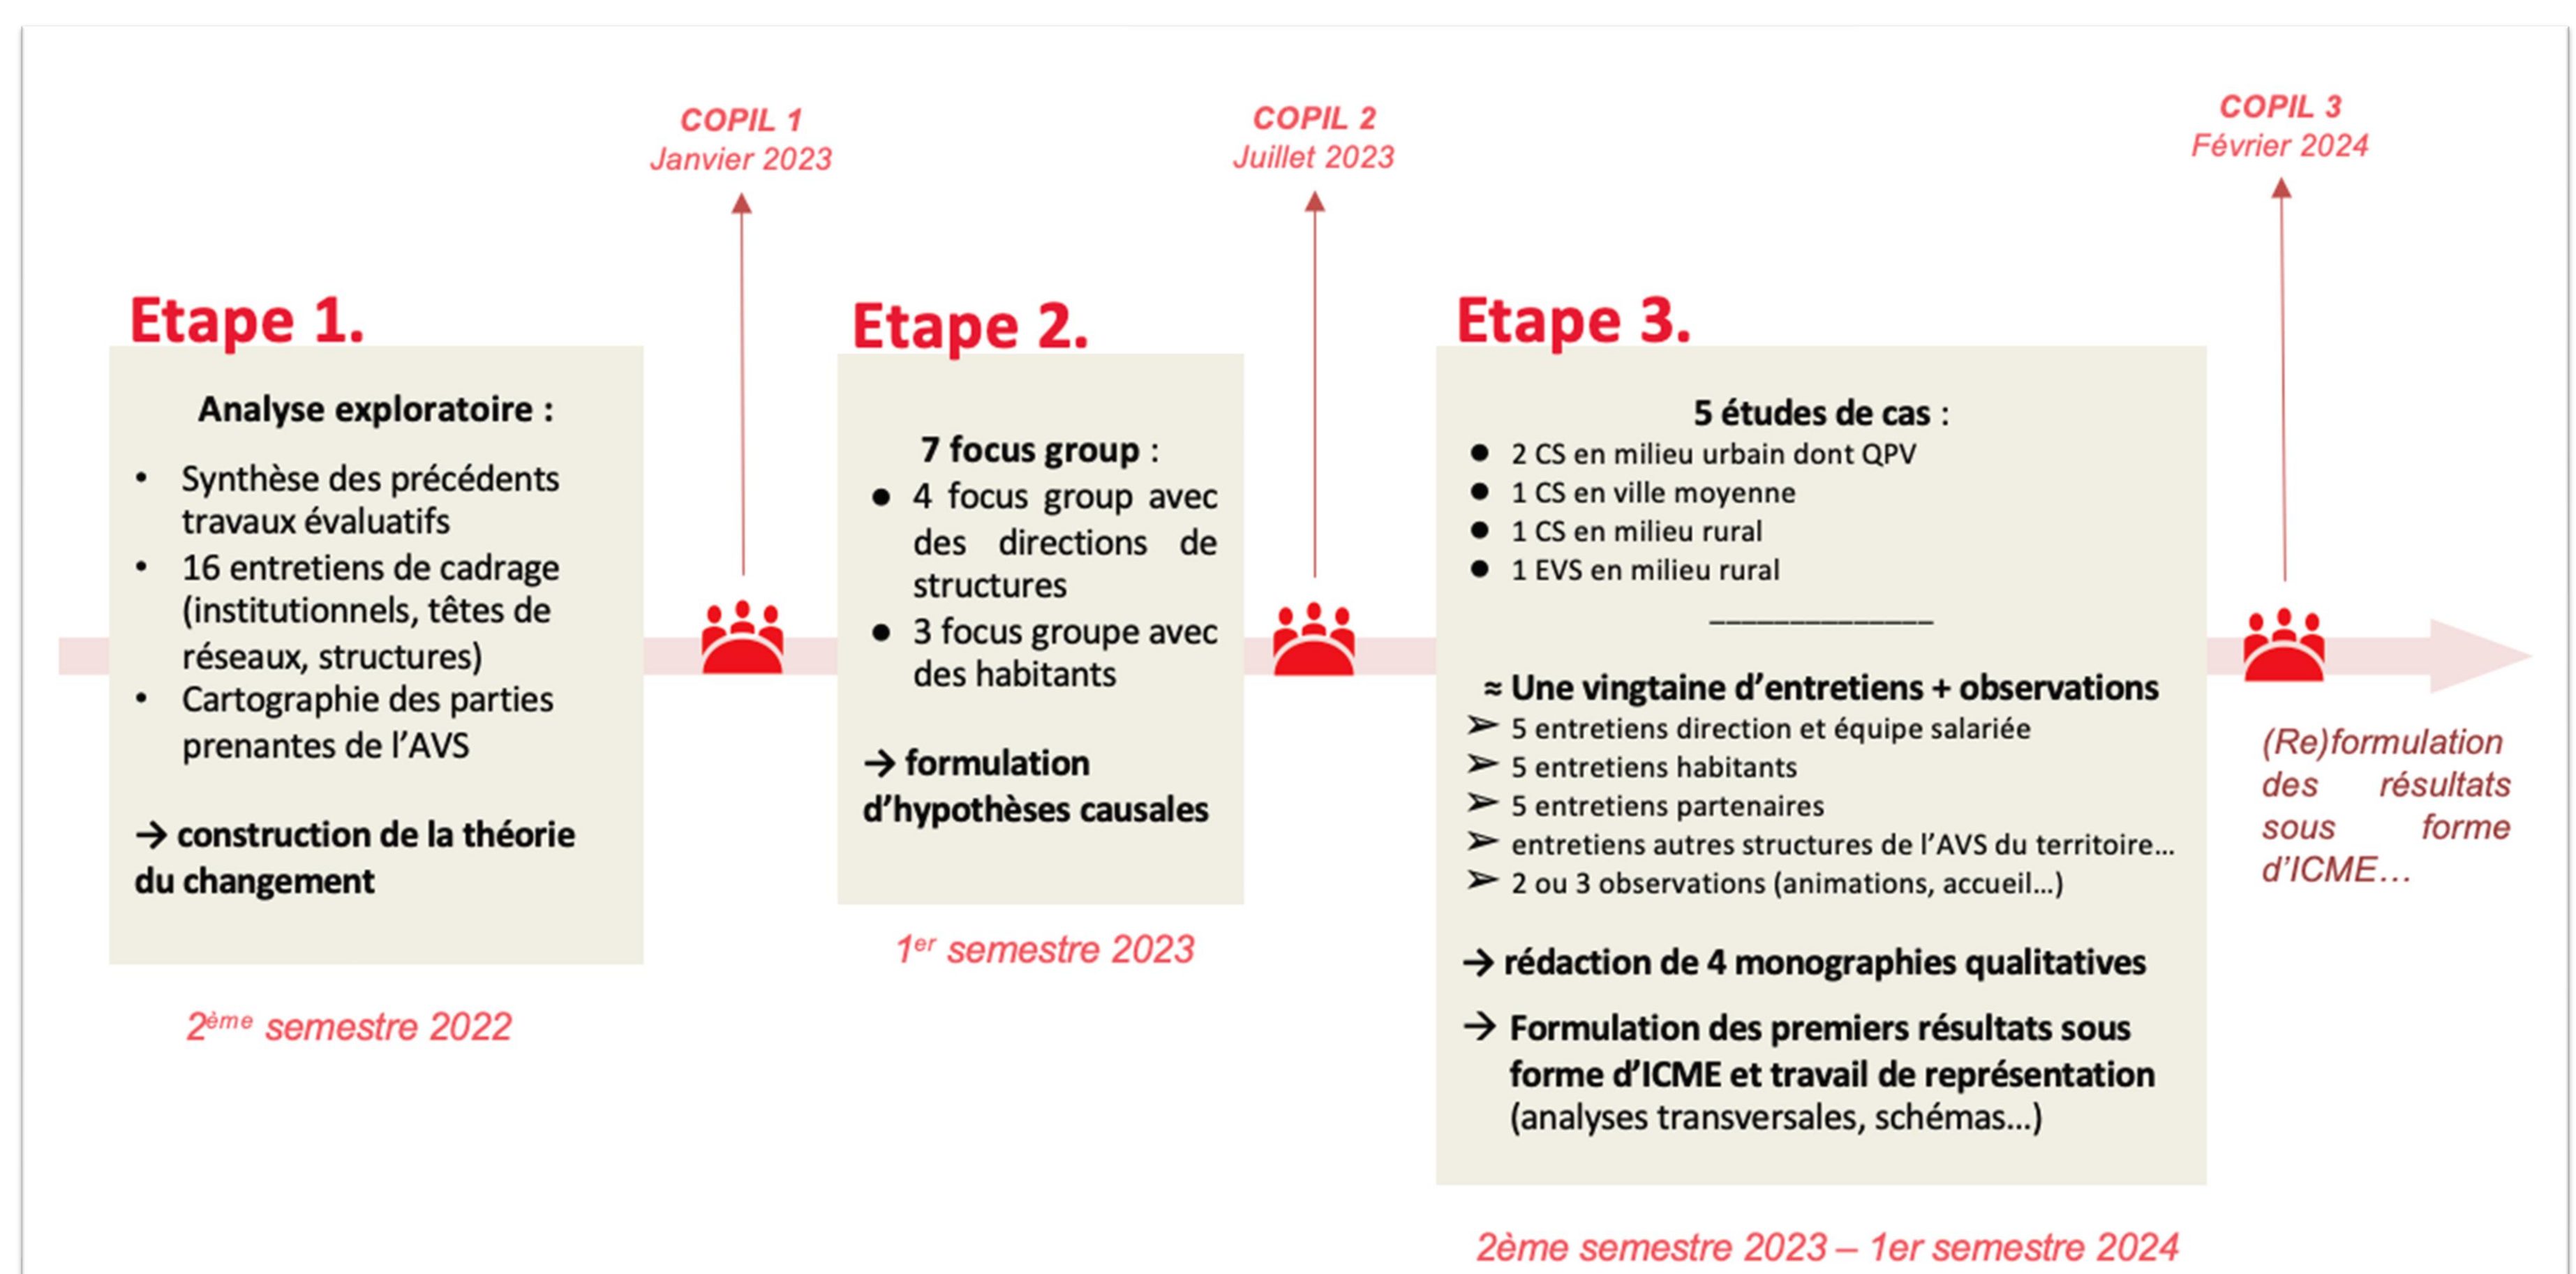 COPIL 1
Janvier 2023
COPIL 2
Juillet 2023
COPIL 3
Février 2024
Etape 1.
Analyse exploratoire :
• Synthèse des précédents
travaux évaluatifs
• 16 entretiens de cadrage
(institutionnels, têtes de
réseaux, structures)
• Cartographie des parties
prenantes de l'AVS
→ construction de la théorie
du changement
2ème semestre 2022
Etape 2.
7 focus group :
● 4 focus group avec
des directions de
structures
● 3 focus groupe avec
des habitants
→ formulation
d'hypothèses causales
1er semestre 2023
Etape 3.
5 études de cas :
● 2 CS en milieu urbain dont QPV
● 1 CS en ville moyenne
● 1 CS en milieu rural
● 1 EVS en milieu rural
______________
≈ Une vingtaine d'entretiens + observations
➢ 5 entretiens direction et équipe salariée
➢ 5 entretiens habitants
➢ 5 entretiens partenaires
➢ entretiens autres structures de l'AVS du territoire…
➢ 2 ou 3 observations (animations, accueil…)
→ rédaction de 4 monographies qualitatives
→ Formulation des premiers résultats sous
forme d'ICME et travail de représentation
(analyses transversales, schémas…)
2ème semestre 2023 – 1er semestre 2024
(Re)formulation
des résultats
sous forme
d'ICME…